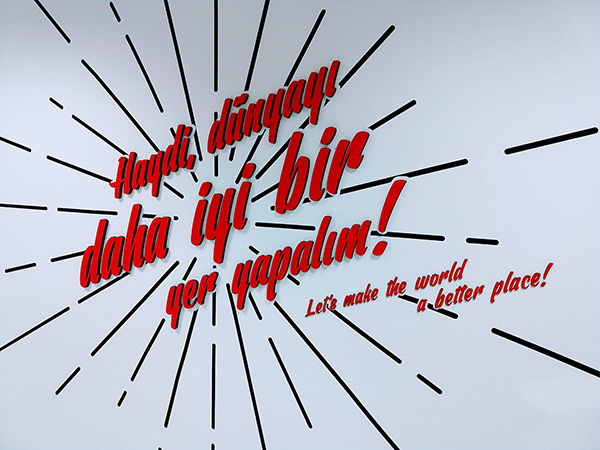 Haydi, dünyayı
daha iyi bir
yer yapalım!
Let's make the world
a better place!